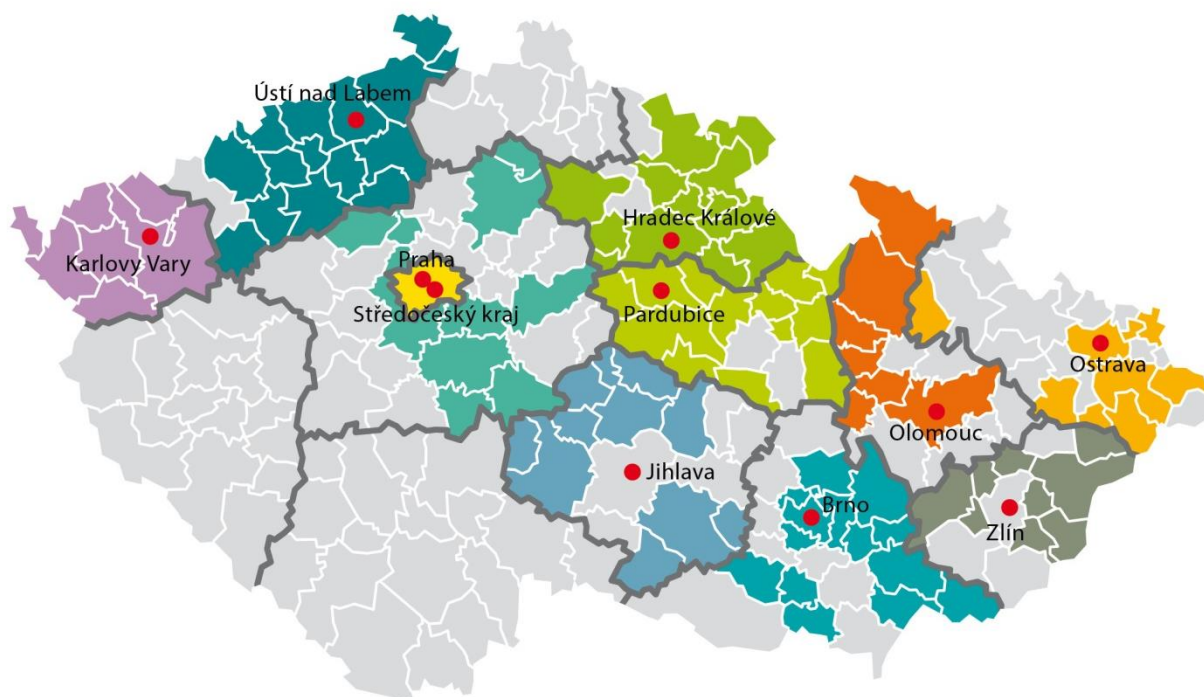 Ústí nad Labem
Hradec Králové
Karlovy Vary
Praha
Středočeský kraj
Pardubice
Ostrava
Olomouc
Jihlava
Brno
Zlín